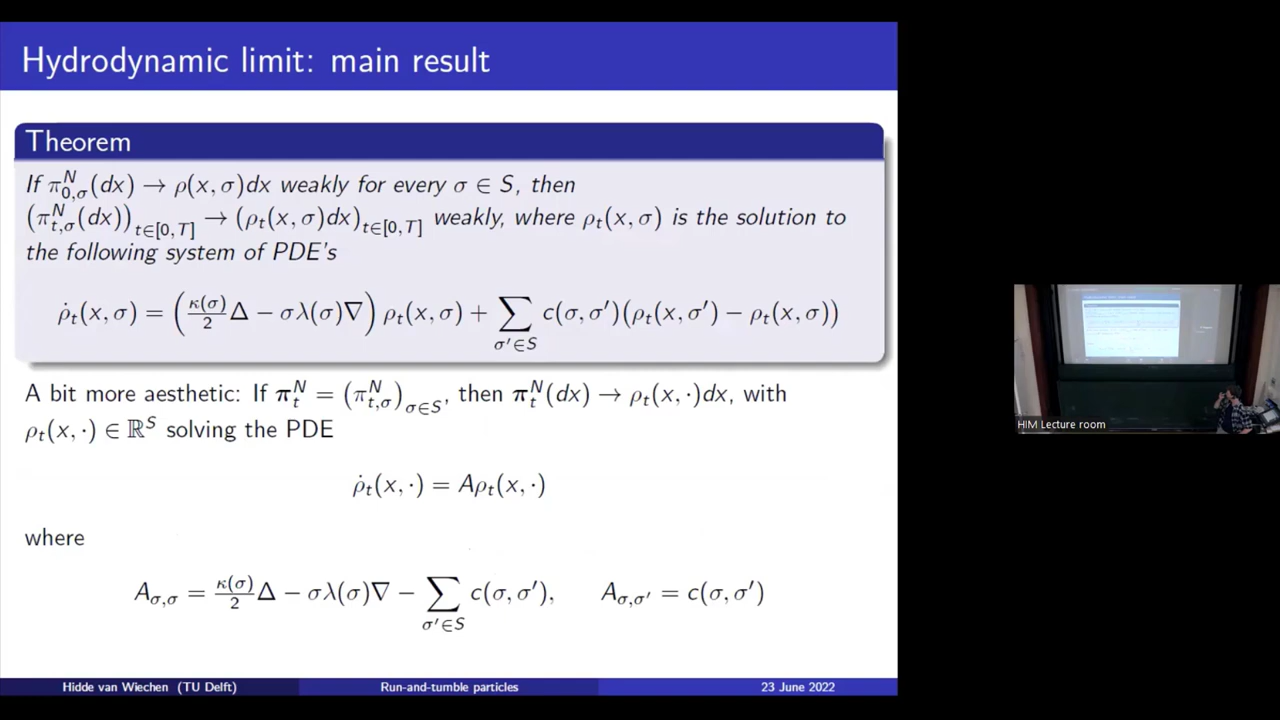 Hydrodynamic limit: main result
Theorem
If π^N_{0,σ}(dx) → ρ(x, σ)dx weakly for every σ ∈ S, then
(π^N_{t,σ}(dx))_{t∈[0,T]} → (ρ_t(x, σ)dx)_{t∈[0,T]} weakly, where ρ_t(x, σ) is the solution to
the following system of PDE's
ρ̇_t(x, σ) = (κ(σ)/2 Δ − σλ(σ)∇) ρ_t(x, σ) + ∑_{σ′∈S} c(σ, σ′)(ρ_t(x, σ′) − ρ_t(x, σ))
A bit more aesthetic: If π^N_t = (π^N_{t,σ})_{σ∈S}, then π^N_t(dx) → ρ_t(x, ·)dx, with
ρ_t(x, ·) ∈ ℝ^S solving the PDE
ρ̇_t(x, ·) = Aρ_t(x, ·)
where
A_{σ,σ} = κ(σ)/2 Δ − σλ(σ)∇ − ∑_{σ′∈S} c(σ, σ′), A_{σ,σ′} = c(σ, σ′)
Hidde van Wiechen (TU Delft) Run-and-tumble particles 23 June 2022
HIM Lecture room